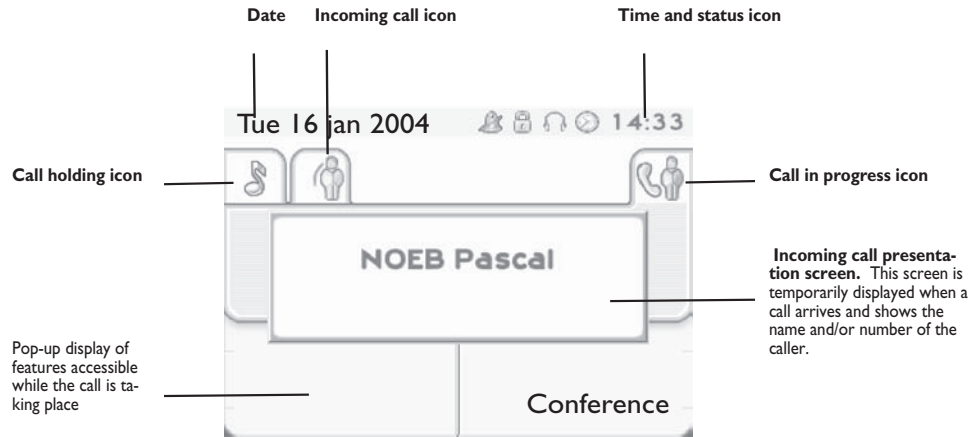 Date
Incoming call icon
Time and status icon
Tue 16 jan 2004
14:33
Call holding icon
Call in progress icon
NOEB Pascal
Incoming call presenta-
tion screen. This screen is
temporarily displayed when a
call arrives and shows the
name and/or number of the
caller.
Pop-up display of
features accessible
while the call is ta-
king place
Conference